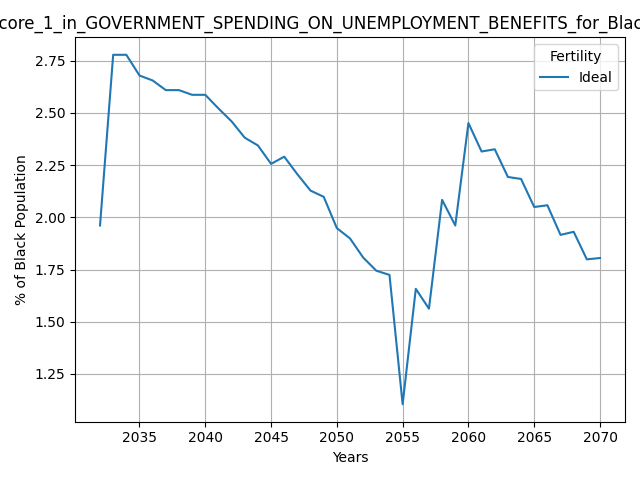 core_1_in_GOVERNMENT_SPENDING_ON_UNEMPLOYMENT_BENEFITS_for_Blac
Fertility
Ideal
% of Black Population
2.75
2.50
2.25
2.00
1.75
1.50
1.25
2035 2040 2045 2050 2055 2060 2065 2070
Years